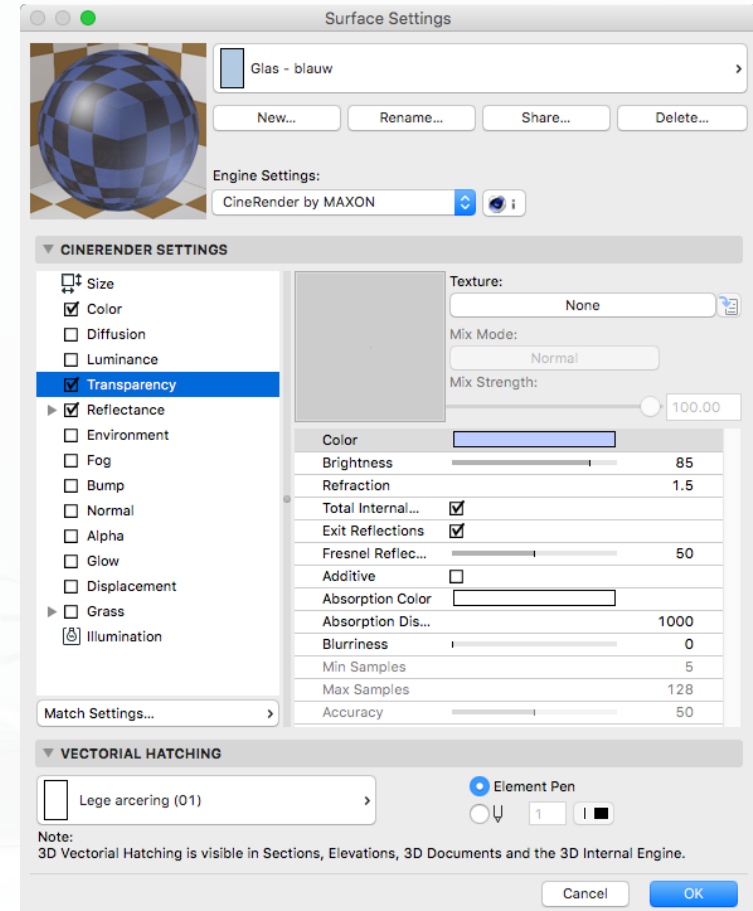 Surface Settings
Glas - blauw
New... Rename... Share... Delete...
Engine Settings:
CineRender by MAXON
CINERENDER SETTINGS
Size
Color
Diffusion
Luminance
Transparency
Reflectance
Environment
Fog
Bump
Normal
Alpha
Glow
Displacement
Grass
Illumination
Match Settings...
Texture:
None
Mix Mode:
Normal
Mix Strength:
100.00
Color
Brightness 85
Refraction 1.5
Total Internal...
Exit Reflections
Fresnel Reflec... 50
Additive
Absorption Color
Absorption Dis... 1000
Blurriness 0
Min Samples 5
Max Samples 128
Accuracy 50
VECTORIAL HATCHING
Lege arcering (01)
Element Pen
1
Note:
3D Vectorial Hatching is visible in Sections, Elevations, 3D Documents and the 3D Internal Engine.
Cancel OK